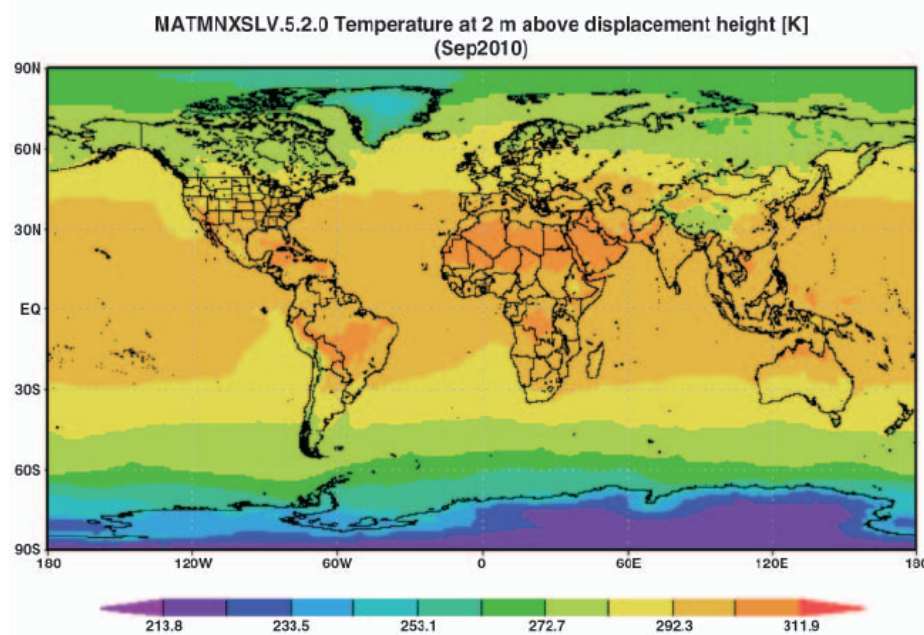 MATMNXSLV.5.2.0 Temperature at 2 m above displacement height [K]
(Sep2010)
90N
60N
30N
EQ
30S
60S
90S
180 120W 60W 0 60E 120E 180
213.8 233.5 253.1 272.7 292.3 311.9